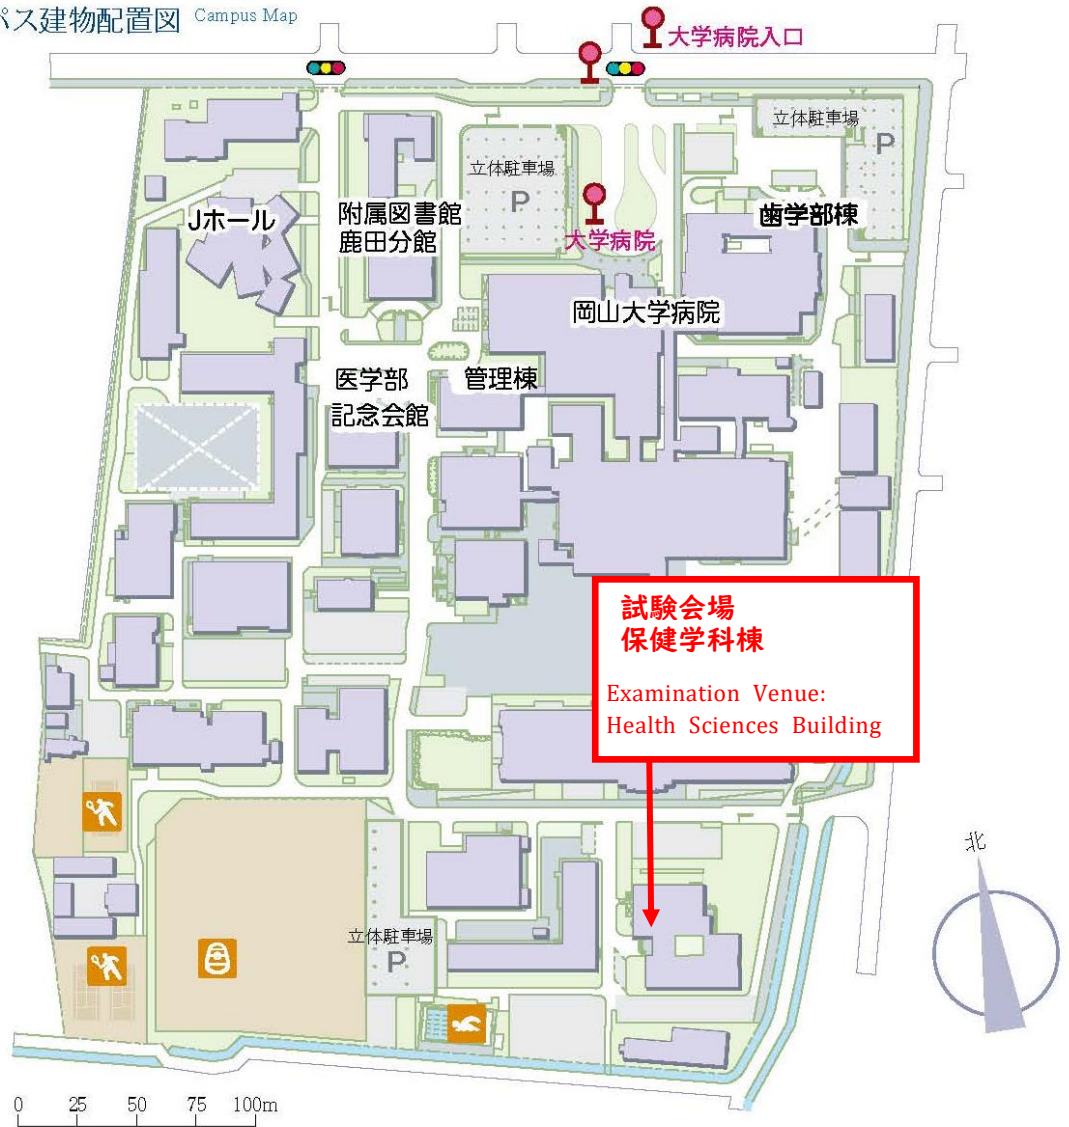 パス建物配置図 Campus Map
大学病院入口
立体駐車場
P
立体駐車場
P
Jホール
附属図書館
鹿田分館
大学病院
歯学部棟
岡山大学病院
医学部
記念会館
管理棟
試験会場
保健学科棟
Examination Venue:
Health Sciences Building
北
立体駐車場
P
0 25 50 75 100m